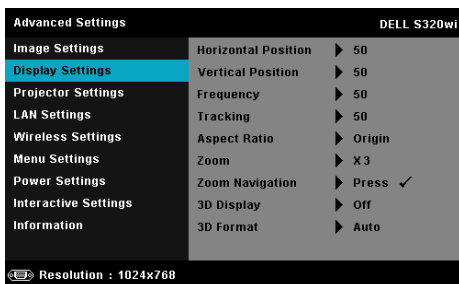 Advanced Settings DELL S320wi
Image Settings
Display Settings
Projector Settings
LAN Settings
Wireless Settings
Menu Settings
Power Settings
Interactive Settings
Information
Horizontal Position 50
Vertical Position 50
Frequency 50
Tracking 50
Aspect Ratio Origin
Zoom X3
Zoom Navigation Press ✓
3D Display Off
3D Format Auto
Resolution : 1024x768